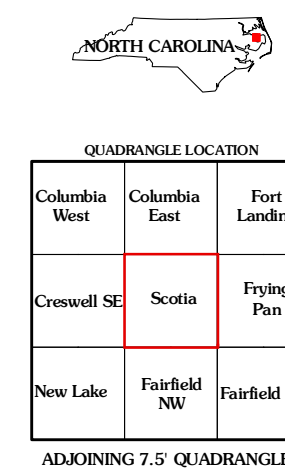 NORTH CAROLINA
QUADRANGLE LOCATION
Columbia
West
Columbia
East
Fort
Landin
Creswell SE
Scotia
Frying
Pan
New Lake
Fairfield
NW
Fairfield
ADJOINING 7.5' QUADRANGLE